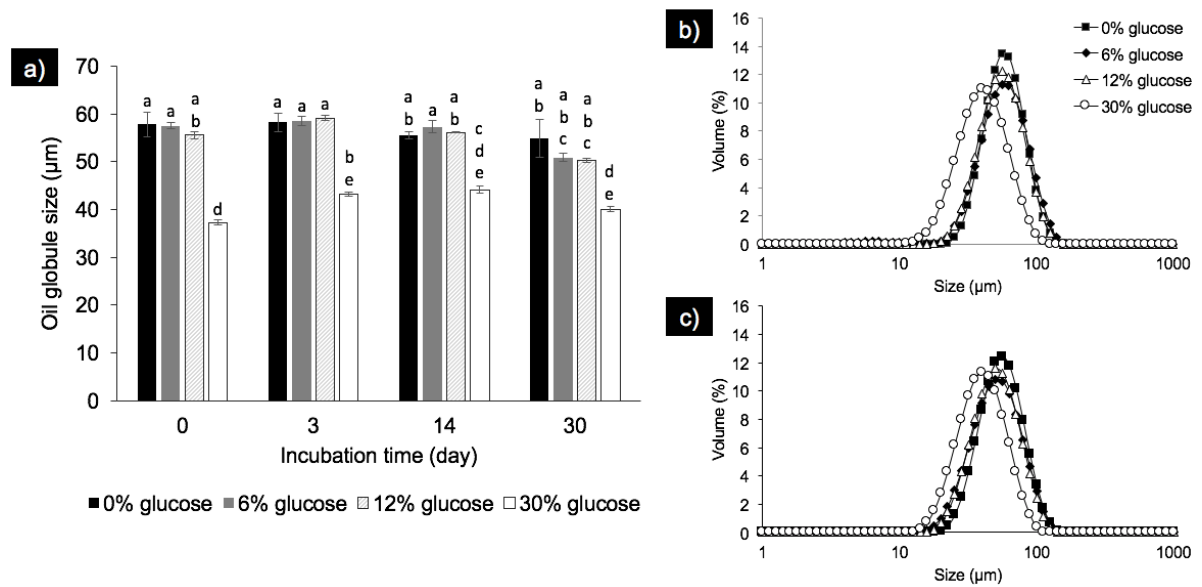 a)
70
60
50
40
30
20
10
0
Oil globule size (µm)
a
a
a
b
d
a
a
a
b
e
a
b
a
a
b
c
d
e
a
b
a
b
c
a
b
c
d
e
0
3
14
30
Incubation time (day)
0% glucose
6% glucose
12% glucose
30% glucose
b)
16
14
12
10
8
6
4
2
0
Volume (%)
1
10
100
1000
Size (µm)
0% glucose
6% glucose
12% glucose
30% glucose
c)
16
14
12
10
8
6
4
2
0
Volume (%)
1
10
100
1000
Size (µm)